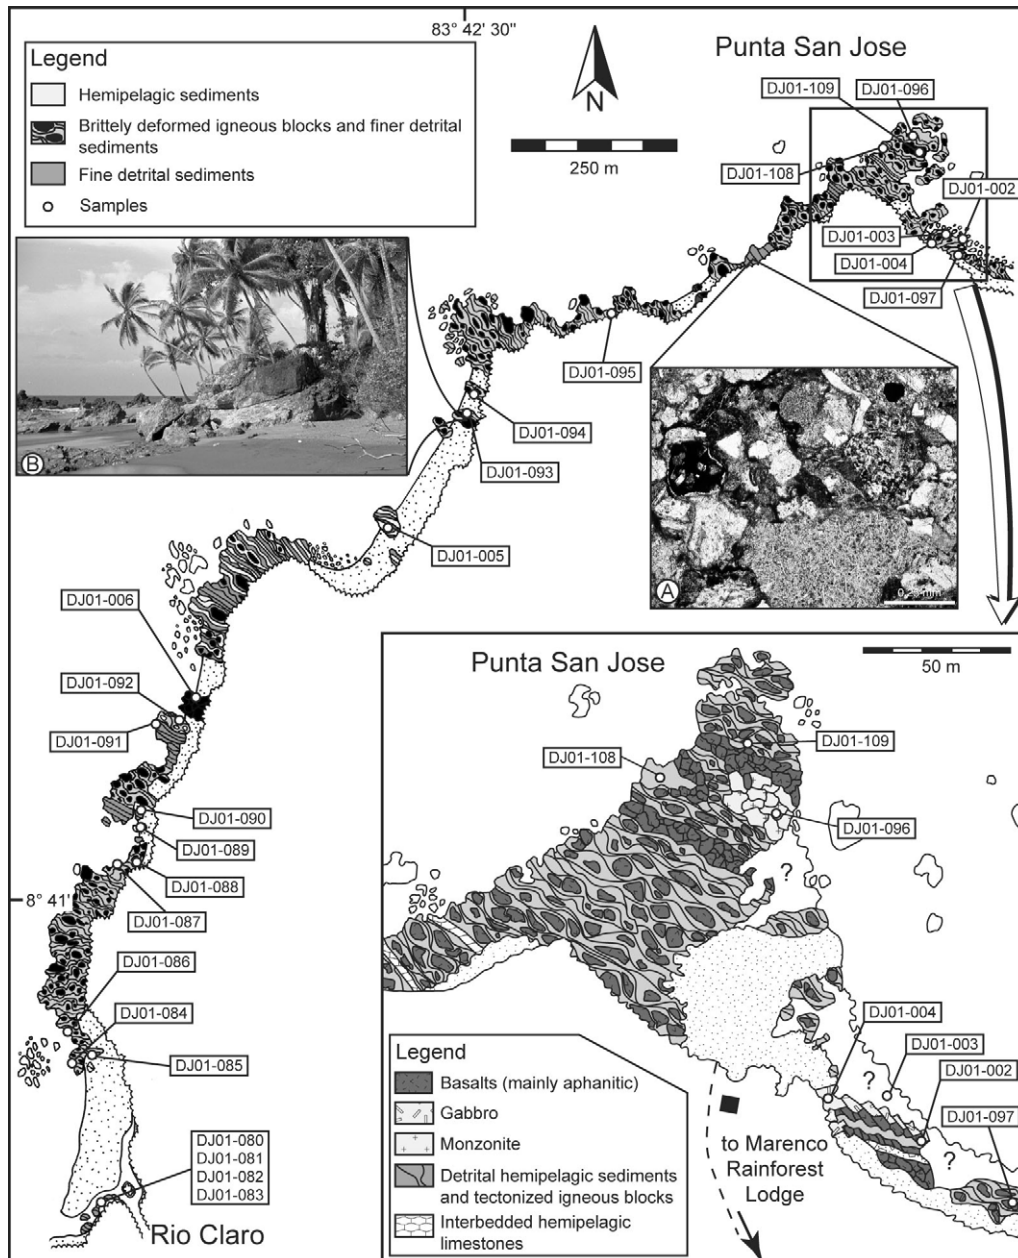 83° 42' 30"
Punta San Jose
Legend
Hemipelagic sediments
Brittely deformed igneous blocks and finer detrital
sediments
Fine detrital sediments
Samples
N
250 m
DJ01-109
DJ01-096
DJ01-108
DJ01-002
DJ01-003
DJ01-004
DJ01-097
DJ01-095
B
DJ01-094
DJ01-093
DJ01-005
A
DJ01-006
DJ01-092
DJ01-091
DJ01-090
DJ01-089
DJ01-088
8° 41'
DJ01-087
DJ01-086
DJ01-084
DJ01-085
DJ01-080
DJ01-081
DJ01-082
DJ01-083
Rio Claro
Punta San Jose
50 m
DJ01-108
DJ01-109
DJ01-096
?
DJ01-004
DJ01-003
?
DJ01-002
DJ01-097
?
to Marenco
Rainforest
Lodge
Legend
Basalts (mainly aphanitic)
Gabbro
Monzonite
Detrital hemipelagic sediments
and tectonized igneous blocks
Interbedded hemipelagic
limestones